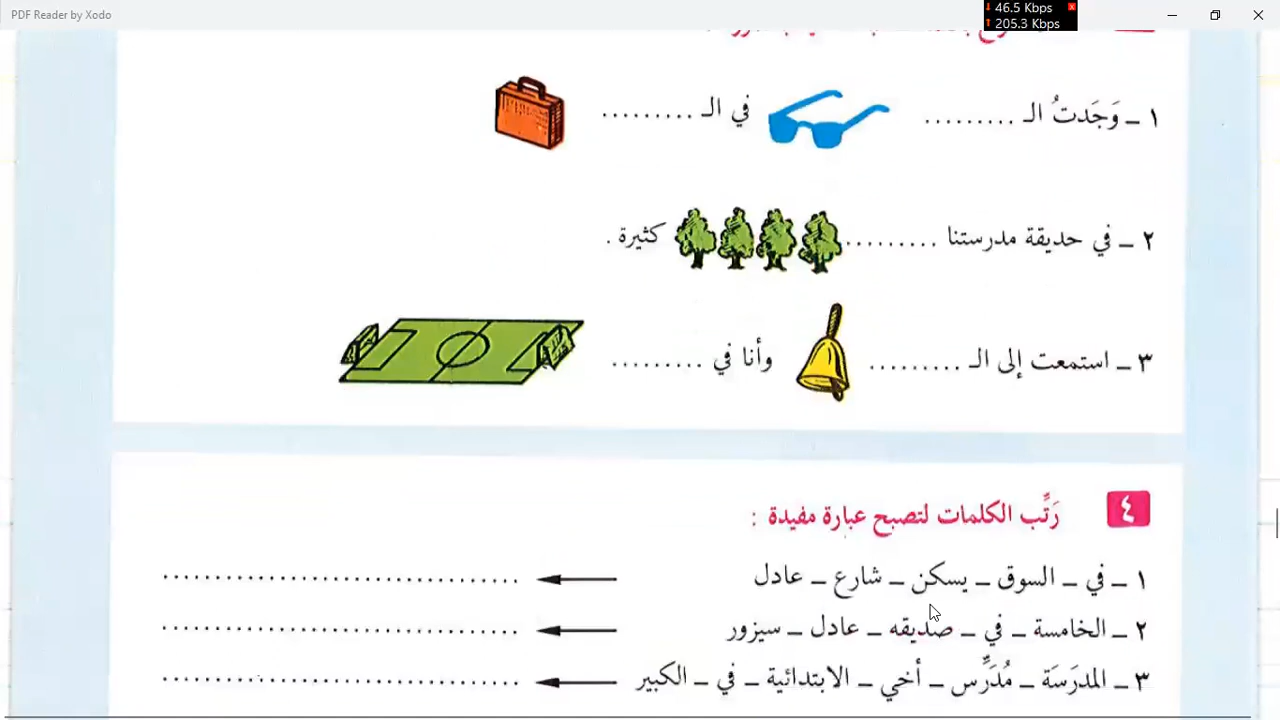 PDF Reader by Xodo
46.5 Kbps
205.3 Kbps
١ ـ وَجَدتُ الـ ......... في الـ .........
٢ ـ في حديقة مدرستنا ......... كثيرة .
٣ ـ استمعت إلى الـ ......... وأنا في .........
٤ رَتِّب الكلمات لتصبح عبارة مفيدة :
١ ـ في ـ السوق ـ يسكن ـ شارع ـ عادل
٢ ـ الخامسة ـ في ـ صديقه ـ عادل ـ سيزور
٣ ـ المدرَسَة ـ مُدَرِّس ـ أخي ـ الابتدائية ـ في ـ الكبير